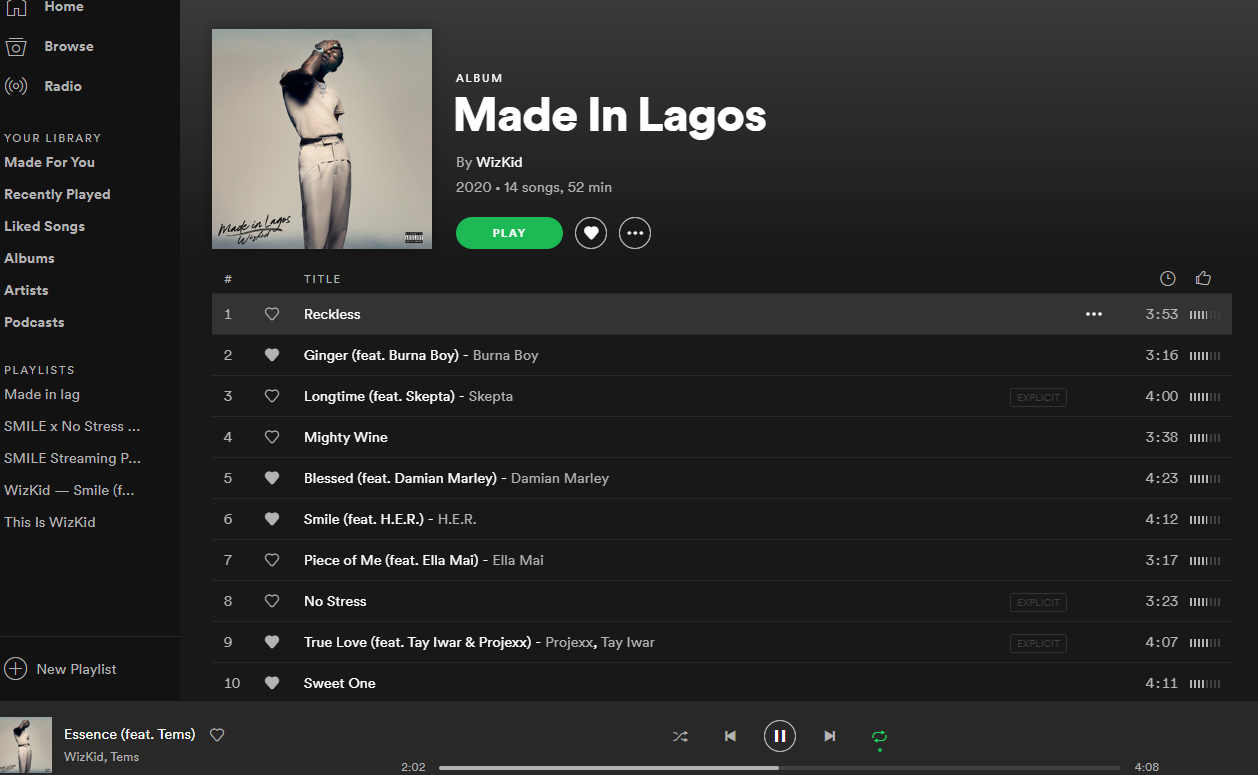 Home
Browse
Radio
YOUR LIBRARY
Made For You
Recently Played
Liked Songs
Albums
Artists
Podcasts
PLAYLISTS
Made in lag
SMILE x No Stress ...
SMILE Streaming P...
WizKid — Smile (f...
This Is WizKid
New Playlist
Made in Lagos
Wizkid
ALBUM
Made In Lagos
By WizKid
2020 • 14 songs, 52 min
PLAY
# TITLE
1 Reckless 3:53
2 Ginger (feat. Burna Boy) - Burna Boy 3:16
3 Longtime (feat. Skepta) - Skepta EXPLICIT 4:00
4 Mighty Wine 3:38
5 Blessed (feat. Damian Marley) - Damian Marley 4:23
6 Smile (feat. H.E.R.) - H.E.R. 4:12
7 Piece of Me (feat. Ella Mai) - Ella Mai 3:17
8 No Stress EXPLICIT 3:23
9 True Love (feat. Tay Iwar & Projexx) - Projexx, Tay Iwar EXPLICIT 4:07
10 Sweet One 4:11
Essence (feat. Tems)
WizKid, Tems
2:02 4:08